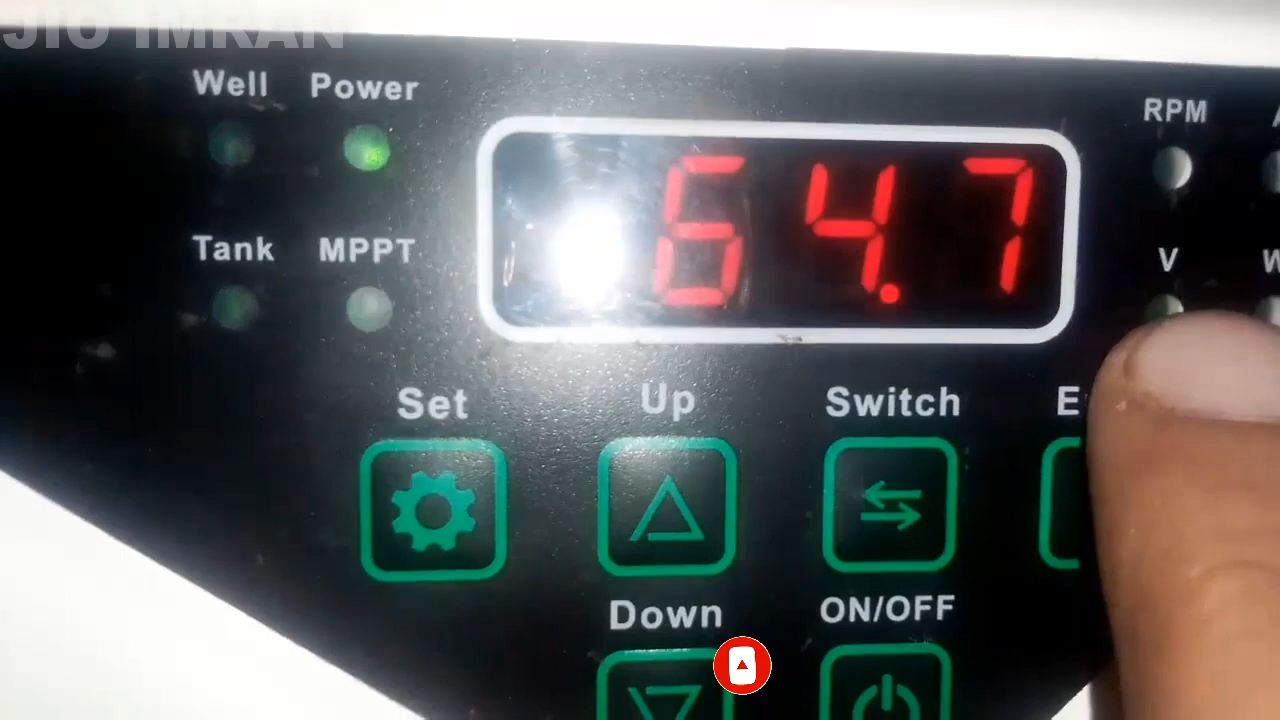 JIO IMRAN
Well Power
RPM
64.7
Tank MPPT
V
Set Up Switch
Down ON/OFF